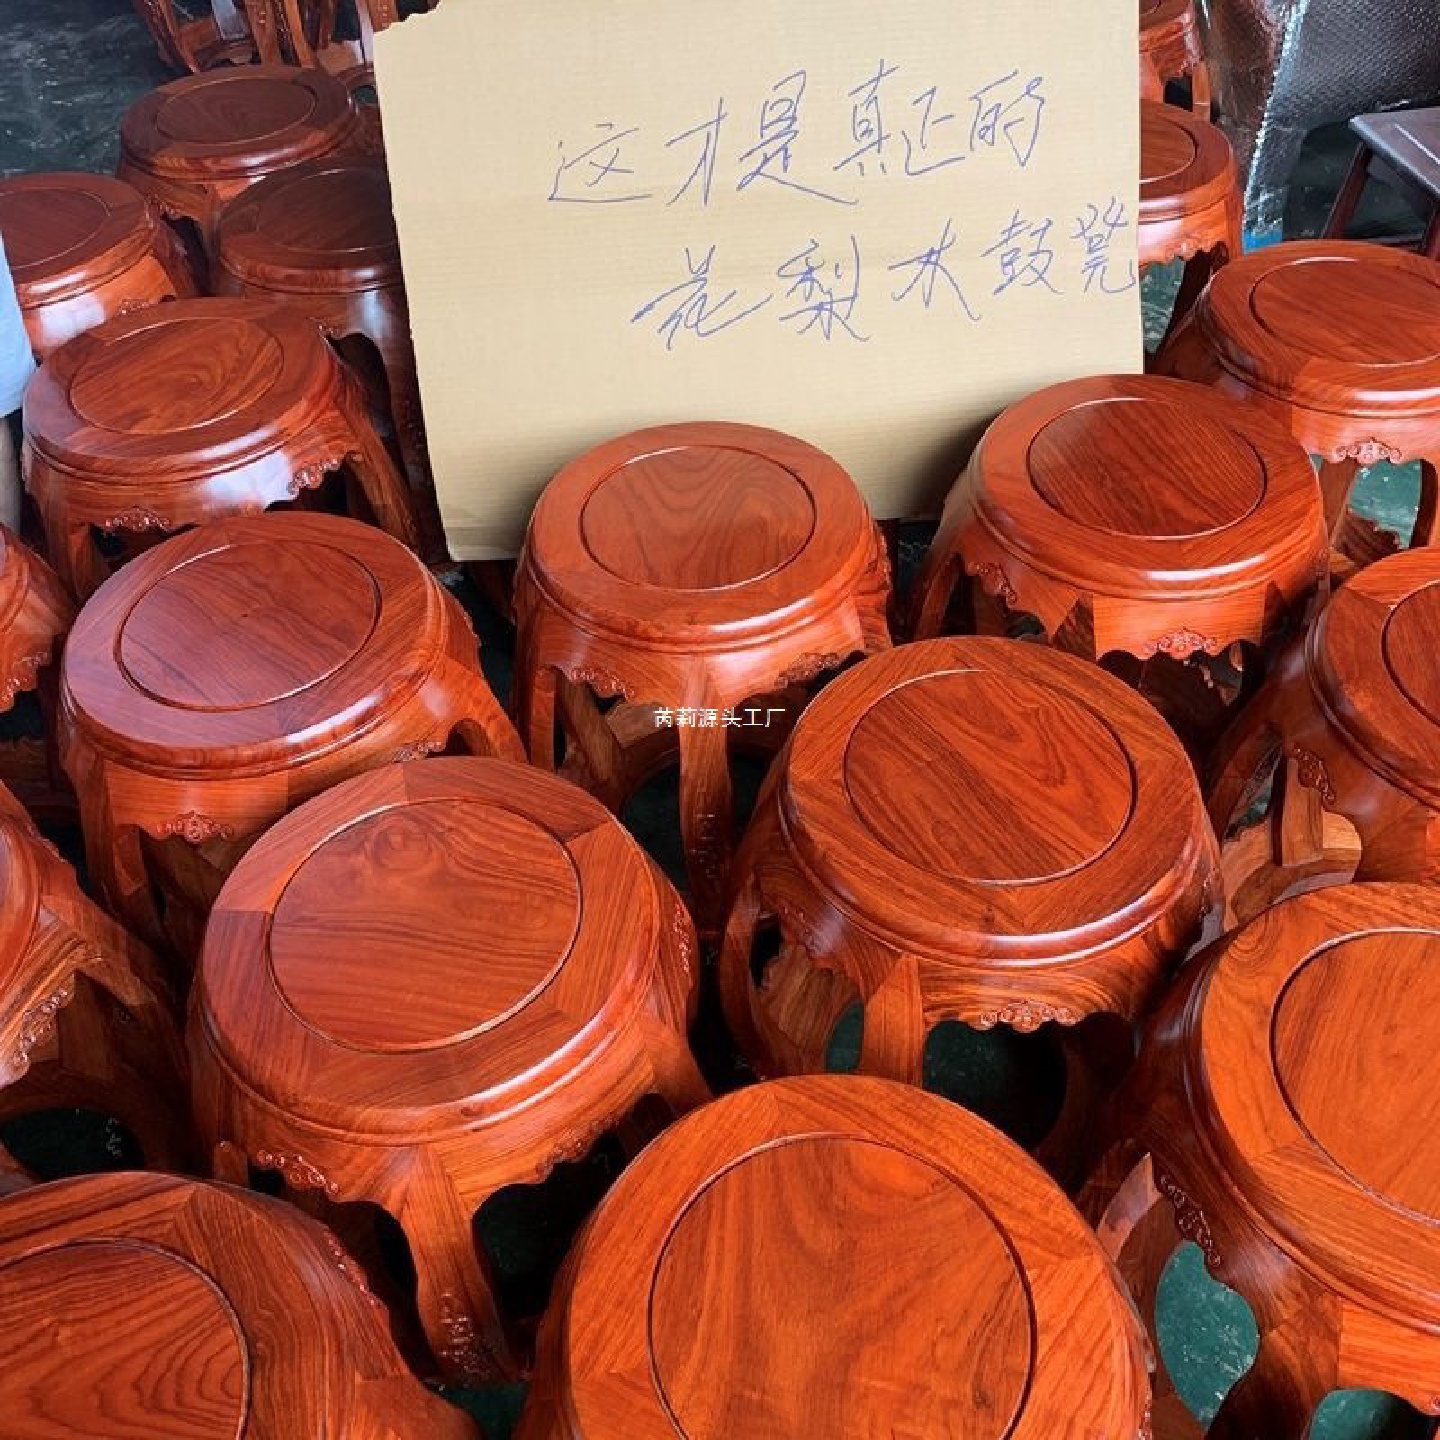 这才是真正的
花梨木鼓凳
芮莉源头工厂